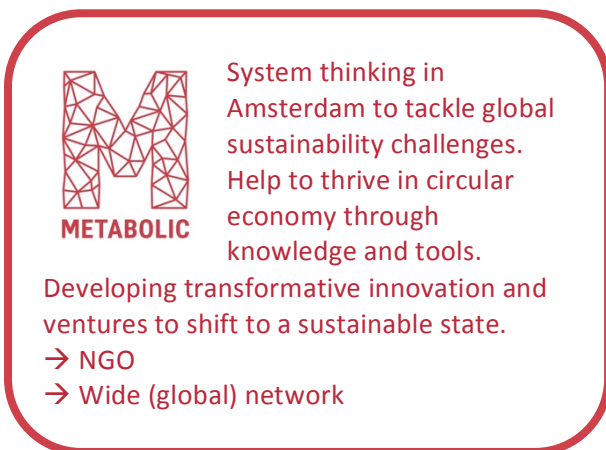 System thinking in
Amsterdam to tackle global
sustainability challenges.
Help to thrive in circular
economy through
knowledge and tools.
METABOLIC
Developing transformative innovation and
ventures to shift to a sustainable state.
→ NGO
→ Wide (global) network